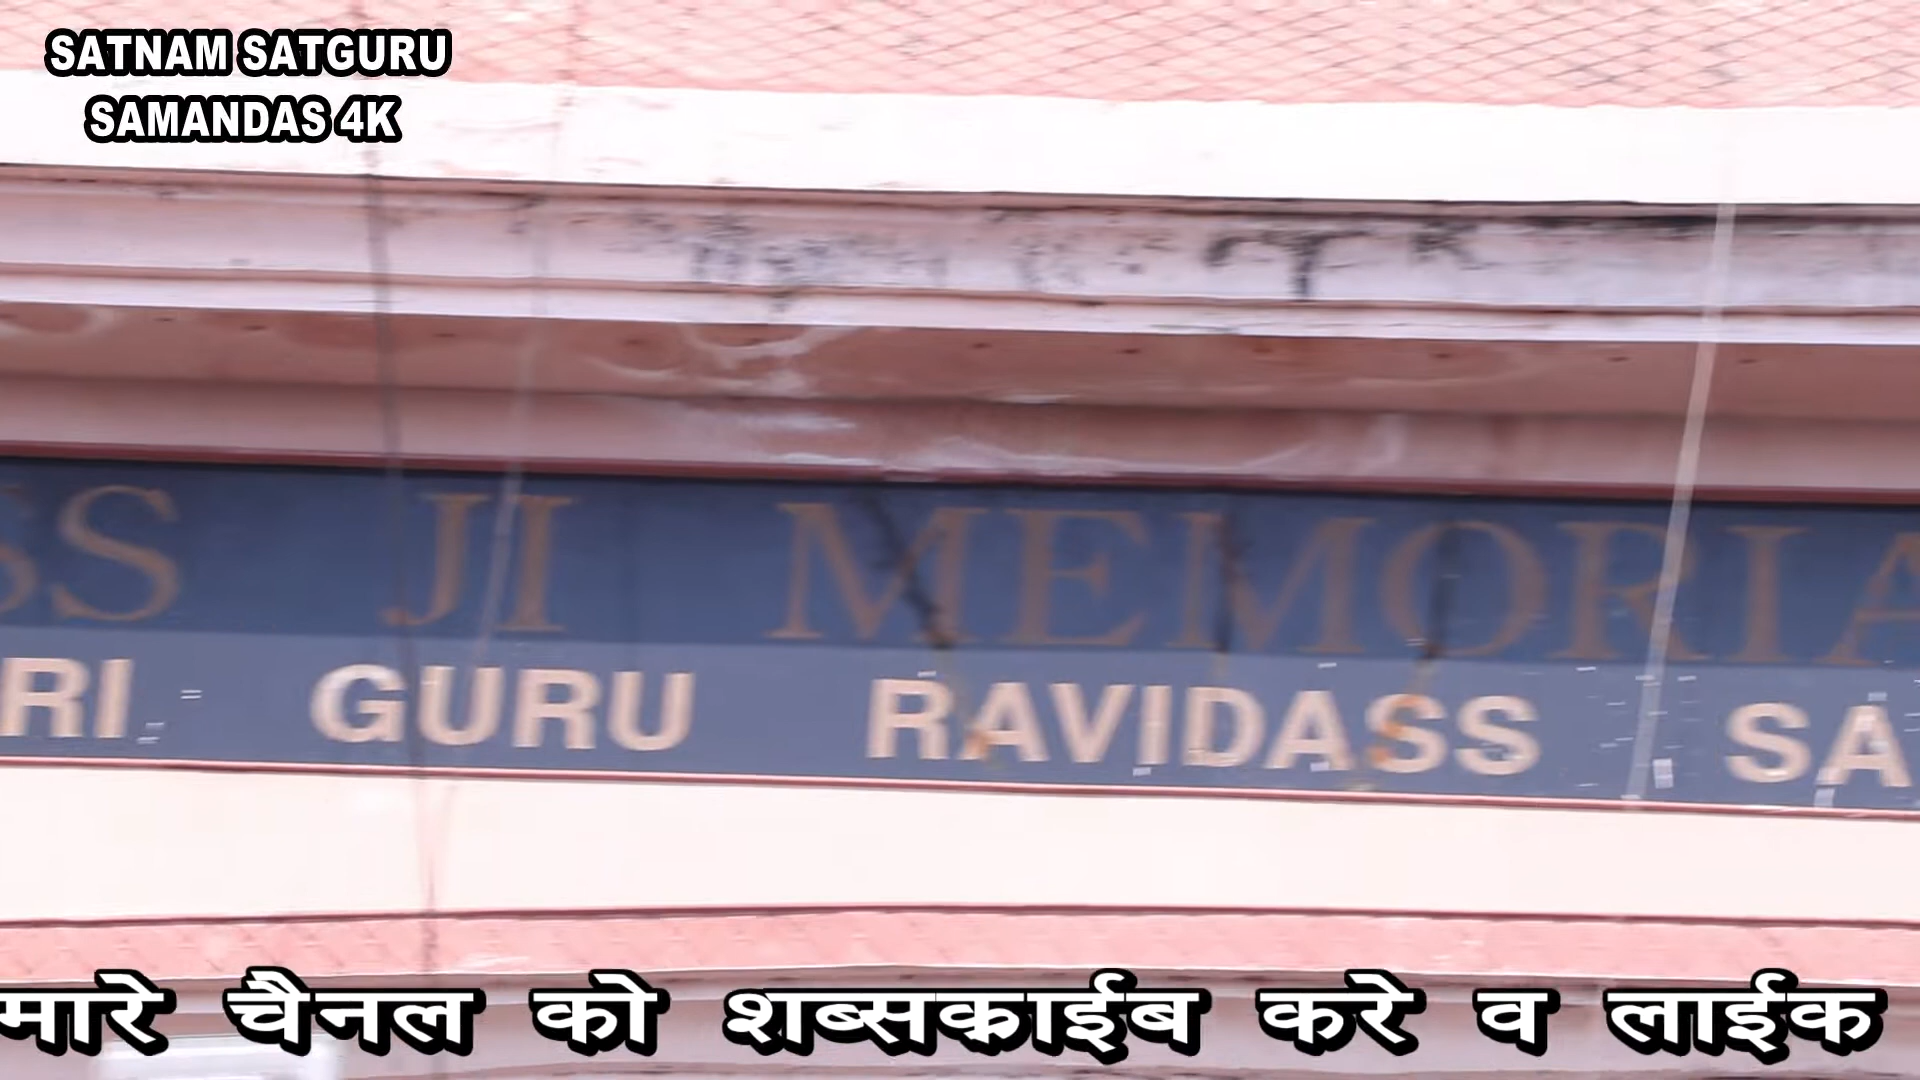 SATNAM SATGURU
SAMANDAS 4K
SS JI MEMORIA
RI GURU RAVIDASS SA
मारे चैनल को शब्सक्राईब करे व लाईक